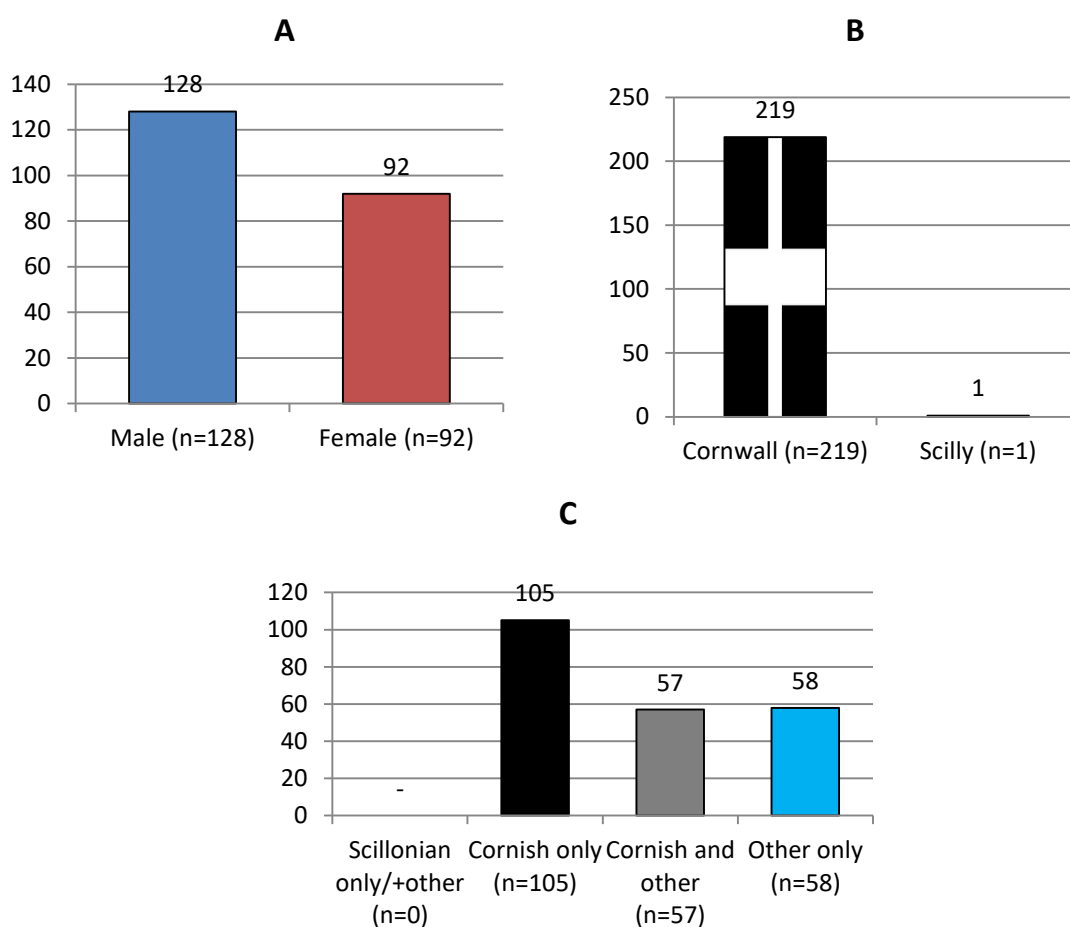 A
140
120
100
80
60
40
20
0
128
92
Male (n=128)
Female (n=92)
B
250
200
150
100
50
0
219
1
Cornwall (n=219)
Scilly (n=1)
C
120
100
80
60
40
20
0
-
105
57
58
Scillonian
only/+other
(n=0)
Cornish only
(n=105)
Cornish and
other
(n=57)
Other only
(n=58)